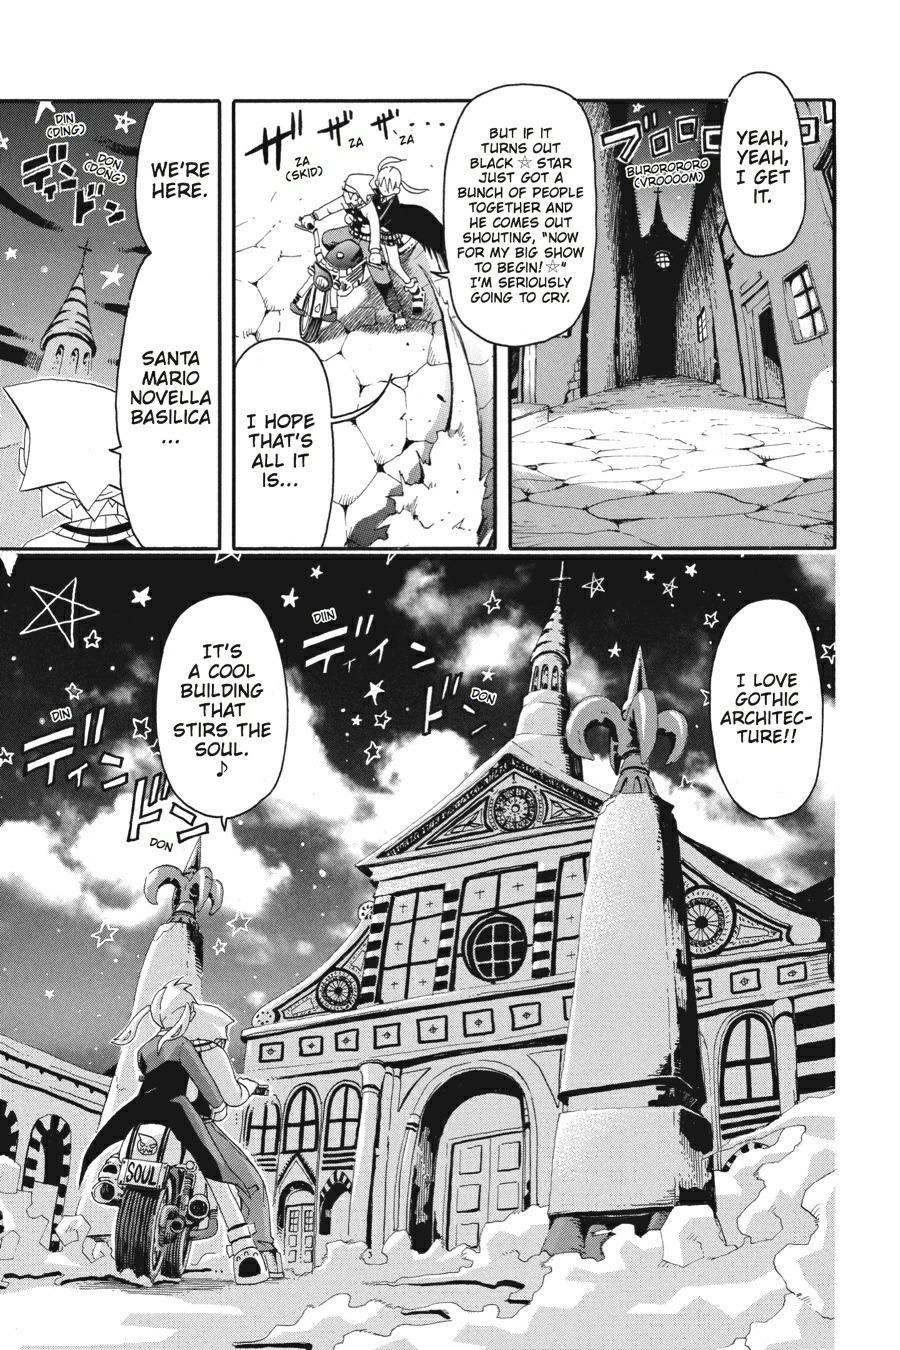 YEAH,
YEAH,
I GET
IT.
ブロロロロ
BURORORORO
(VROOOOM)
BUT IF IT
TURNS OUT
BLACK ☆ STAR
JUST GOT A
BUNCH OF PEOPLE
TOGETHER AND
HE COMES OUT
SHOUTING, "NOW
FOR MY BIG SHOW
TO BEGIN! ☆"
I'M SERIOUSLY
GOING TO CRY.
ザ ザ ザ....
ZA
(SKID)
ZA
ZA
I HOPE
THAT'S
ALL IT
IS...
WE'RE
HERE.
SANTA
MARIO
NOVELLA
BASILICA
...
DIN
(DING)
DON
(DONG)
ディン
ドン
I LOVE
GOTHIC
ARCHITEC-
TURE!!
IT'S
A COOL
BUILDING
THAT
STIRS THE
SOUL.
♪
DIIN
ディィン
DON
ドン
DIN
ディン
ドン
DON
SOUL